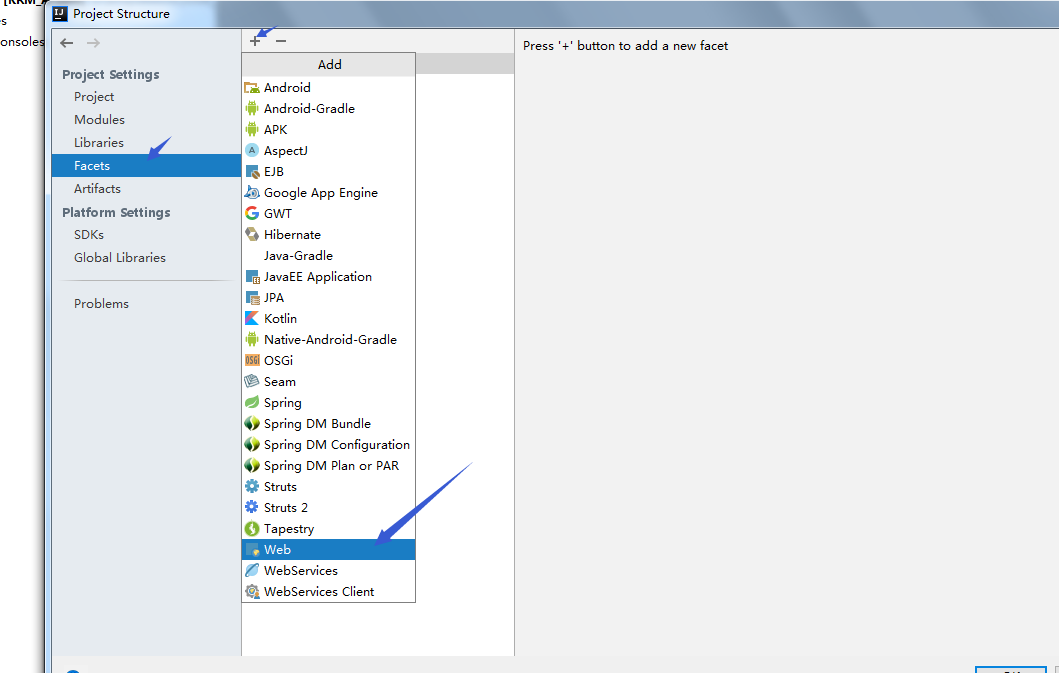 Project Structure
es
onsoles
Project Settings
Project
Modules
Libraries
Facets
Artifacts
Platform Settings
SDKs
Global Libraries
Problems
Add
Android
Android-Gradle
APK
A AspectJ
EJB
Google App Engine
GWT
Hibernate
Java-Gradle
JavaEE Application
JPA
Kotlin
Native-Android-Gradle
OSGi OSGi
Seam
Spring
Spring DM Bundle
Spring DM Configuration
Spring DM Plan or PAR
Struts
Struts 2
Tapestry
Web
WebServices
WebServices Client
Press '+' button to add a new facet